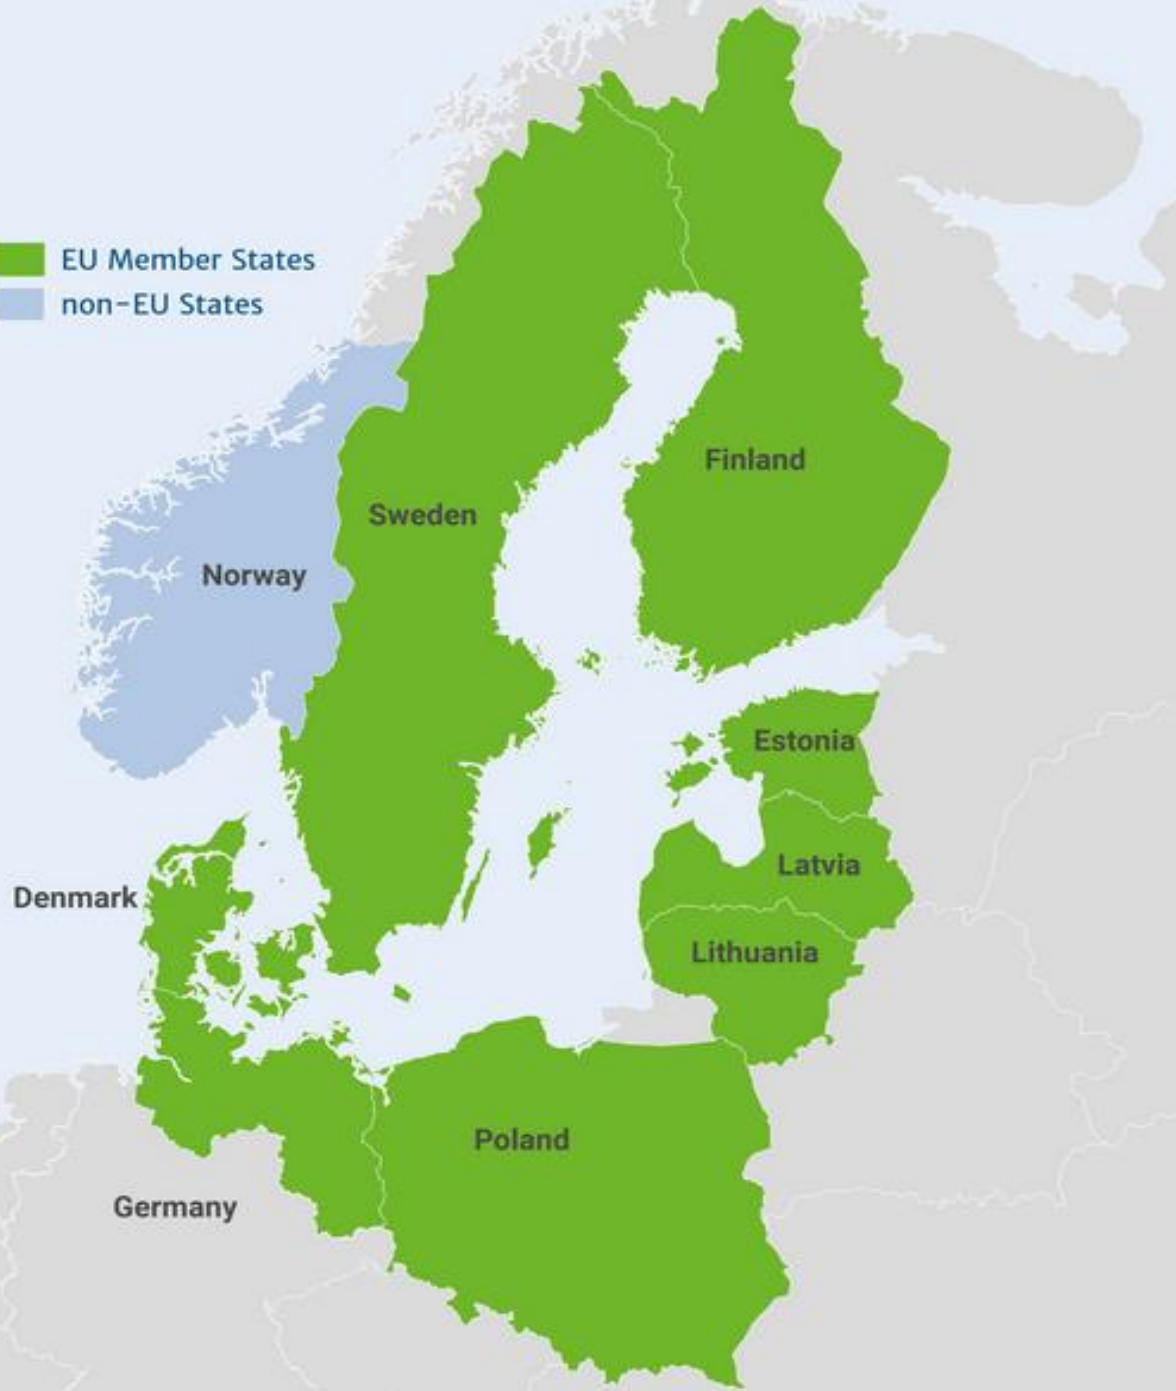 EU Member States
non-EU States
Finland
Sweden
Norway
Estonia
Latvia
Denmark
Lithuania
Poland
Germany